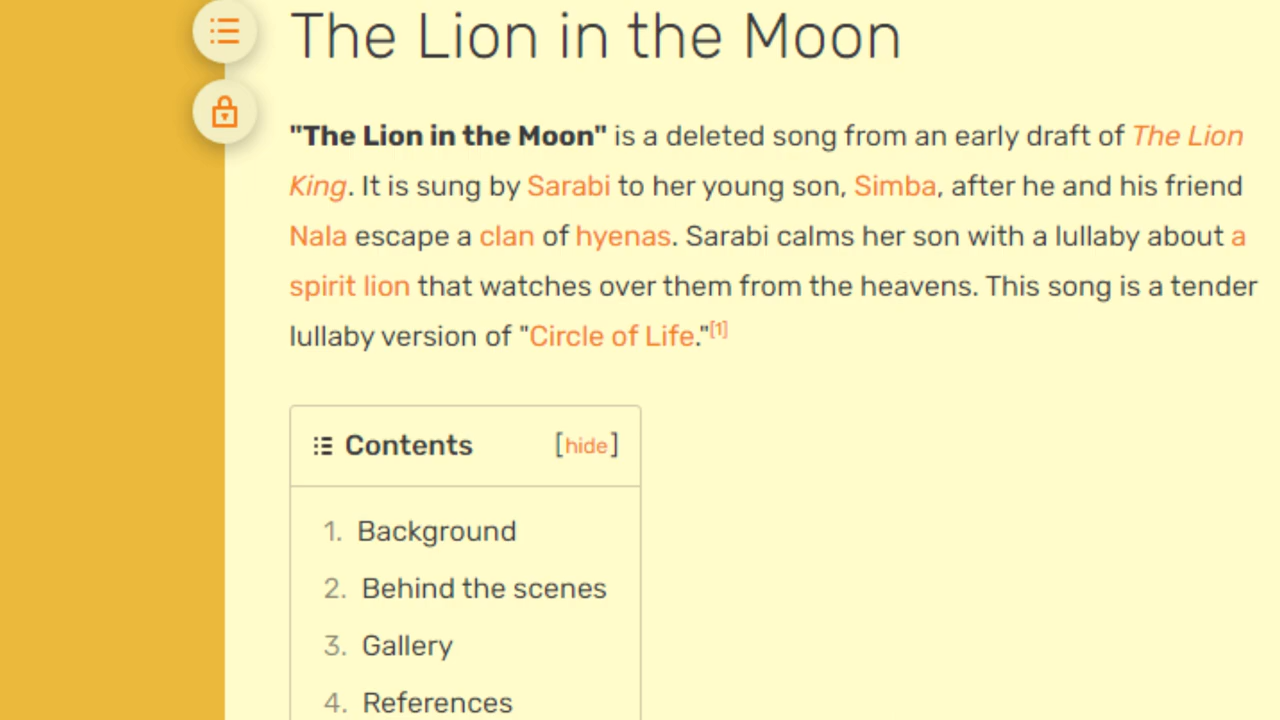 The Lion in the Moon
"The Lion in the Moon" is a deleted song from an early draft of The Lion
King. It is sung by Sarabi to her young son, Simba, after he and his friend
Nala escape a clan of hyenas. Sarabi calms her son with a lullaby about a
spirit lion that watches over them from the heavens. This song is a tender
lullaby version of "Circle of Life."[1]
Contents [hide]
1. Background
2. Behind the scenes
3. Gallery
4. References